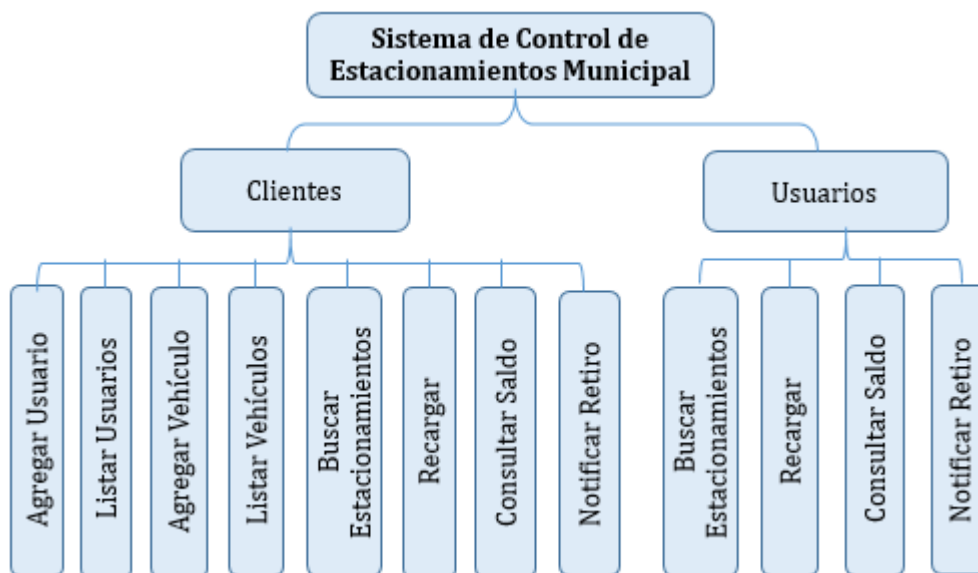 Sistema de Control de
Estacionamientos Municipal
Clientes
Usuarios
Agregar Usuario
Listar Usuarios
Agregar Vehículo
Listar Vehículos
Buscar
Estacionamientos
Recargar
Consultar Saldo
Notificar Retiro
Buscar
Estacionamientos
Recargar
Consultar Saldo
Notificar Retiro